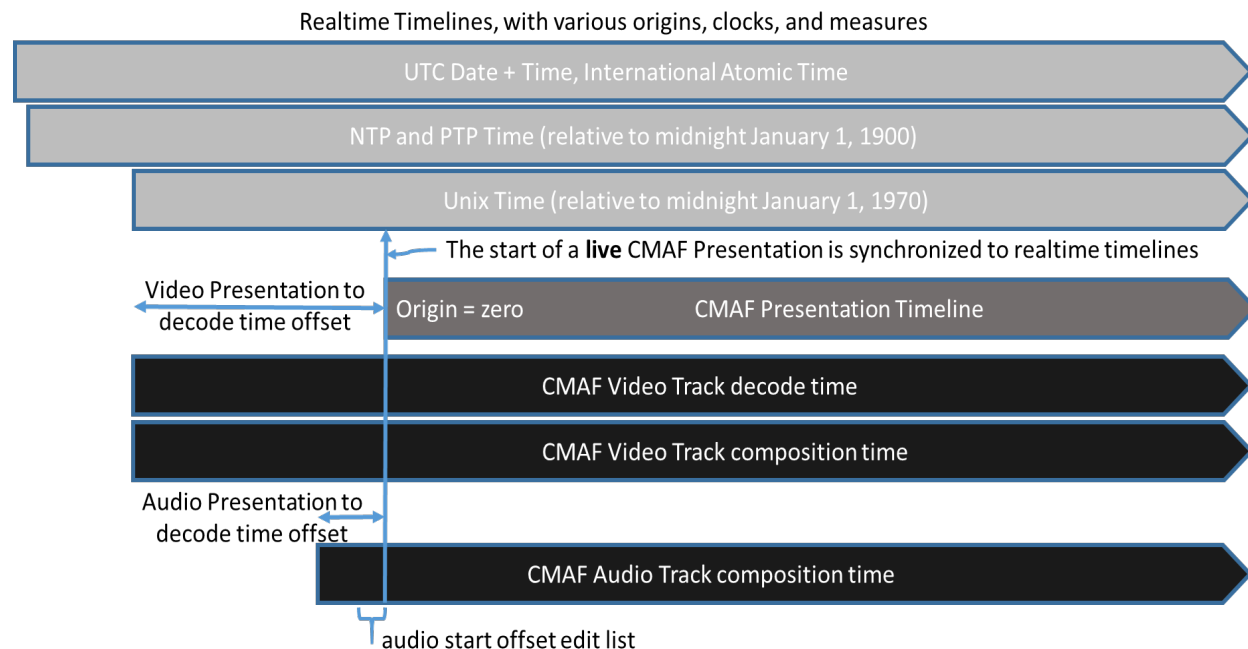 Realtime Timelines, with various origins, clocks, and measures
UTC Date + Time, International Atomic Time
NTP and PTP Time (relative to midnight January 1, 1900)
Unix Time (relative to midnight January 1, 1970)
The start of a live CMAF Presentation is synchronized to realtime timelines
Video Presentation to
decode time offset
Origin = zero
CMAF Presentation Timeline
CMAF Video Track decode time
CMAF Video Track composition time
Audio Presentation to
decode time offset
CMAF Audio Track composition time
audio start offset edit list